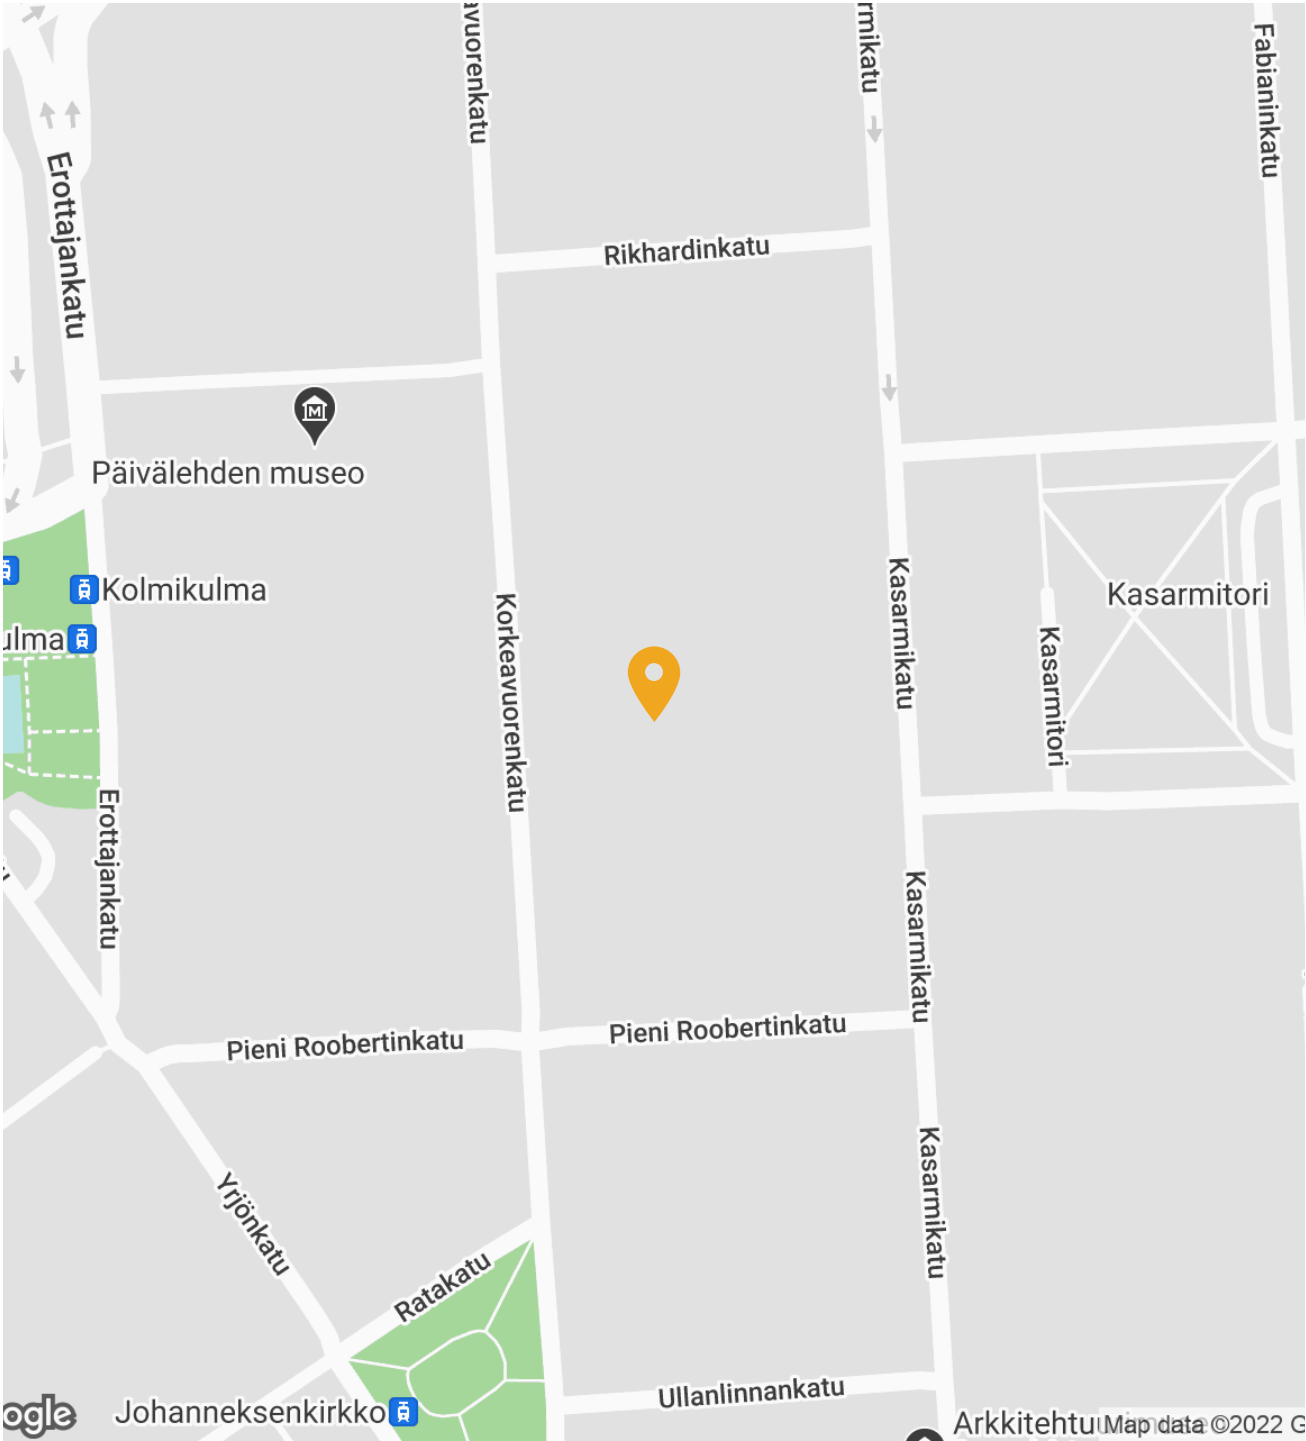 avuorenkatu
rmikatu
Fabianinkatu
Erottajankatu
Rikhardinkatu
M
Päivälehden museo
Kolmikulma
ulma
Kasarmikatu
Kasarmitori
Korkeavuorenkatu
Kasarmitori
Erottajankatu
Kasarmikatu
Pieni Roobertinkatu
Pieni Roobertinkatu
Kasarmikatu
Yrjönkatu
Ratakatu
Ullanlinnankatu
ogle
Johanneksenkirkko
Arkkitehtu
Map data ©2022 G